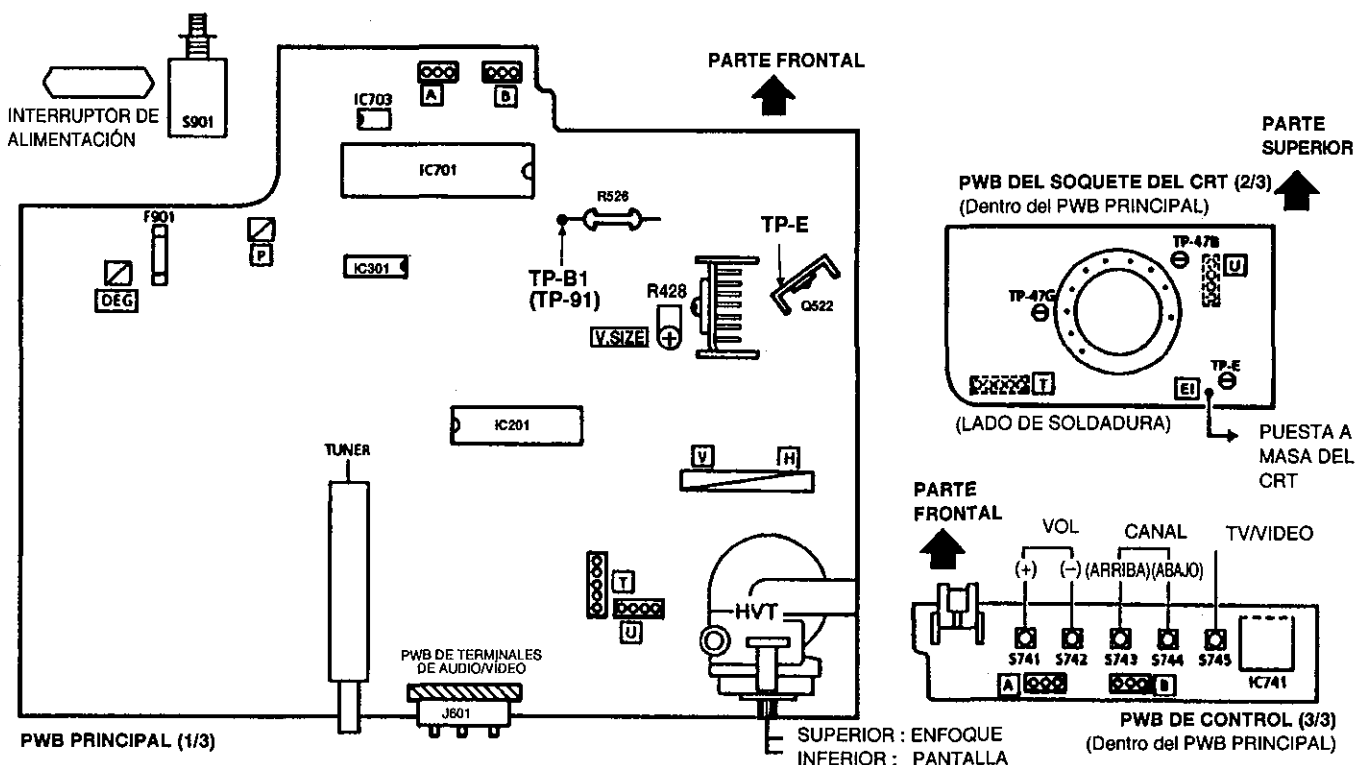 INTERRUPTOR DE
ALIMENTACIÓN
S901
A
B
IC703
IC701
PARTE FRONTAL
F901
P
DEG
IC301
R526
TP-B1
(TP-91)
TP-E
R428
Q522
V.SIZE
IC201
TUNER
V
H
T
U
HVT
PWB DE TERMINALES
DE AUDIO/VÍDEO
J601
PWB PRINCIPAL (1/3)
SUPERIOR : ENFOQUE
INFERIOR : PANTALLA
PARTE
SUPERIOR
PWB DEL SOQUETE DEL CRT (2/3)
(Dentro del PWB PRINCIPAL)
TP-47B
U
TP-47G
TP-E
T
EI
(LADO DE SOLDADURA)
PUESTA A
MASA DEL
CRT
PARTE
FRONTAL
VOL
CANAL
TV/VIDEO
(+)
(–)
(ARRIBA)
(ABAJO)
S741
S742
S743
S744
S745
IC741
A
B
PWB DE CONTROL (3/3)
(Dentro del PWB PRINCIPAL)